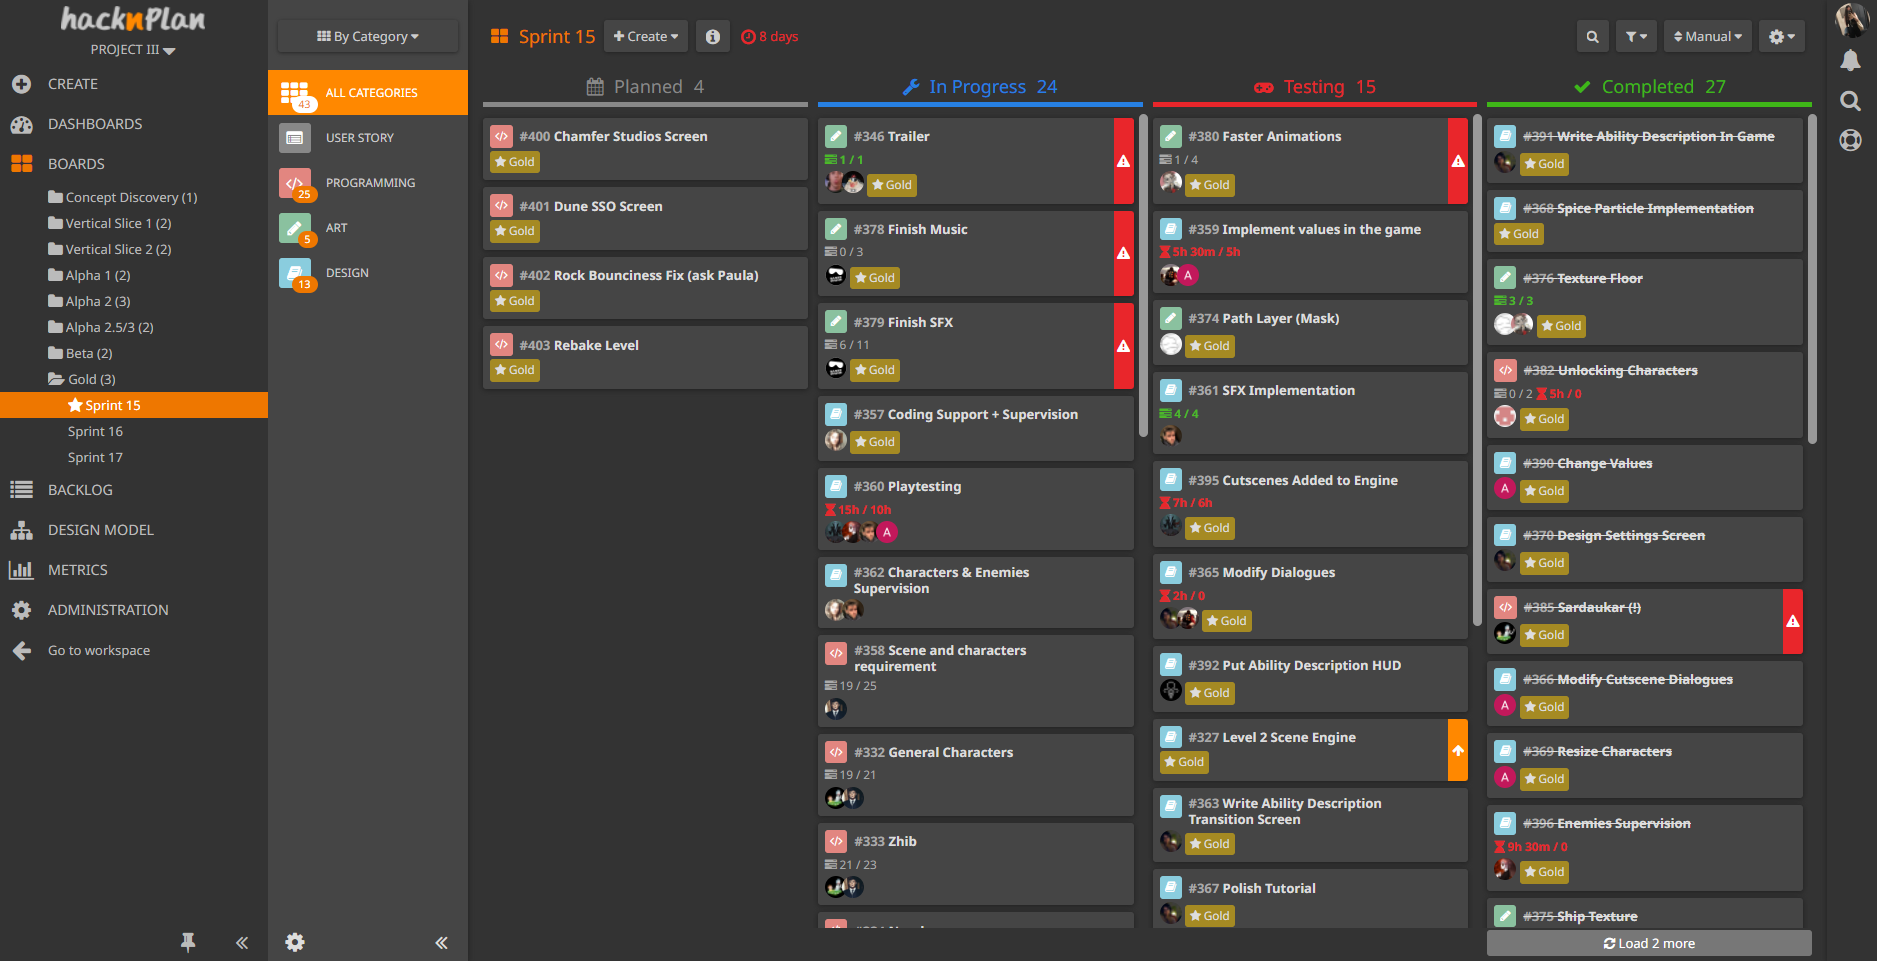 hacknPlan
PROJECT III
CREATE
DASHBOARDS
BOARDS
Concept Discovery (1)
Vertical Slice 1 (2)
Vertical Slice 2 (2)
Alpha 1 (2)
Alpha 2 (3)
Alpha 2.5/3 (2)
Beta (2)
Gold (3)
Sprint 15
Sprint 16
Sprint 17
BACKLOG
DESIGN MODEL
METRICS
ADMINISTRATION
Go to workspace
By Category
43
ALL CATEGORIES
USER STORY
25
PROGRAMMING
5
ART
13
DESIGN
Sprint 15
Create
8 days
Manual
Planned 4
#400 Chamfer Studios Screen
Gold
#401 Dune SSO Screen
Gold
#402 Rock Bounciness Fix (ask Paula)
Gold
#403 Rebake Level
Gold
In Progress 24
#346 Trailer
1 / 1
Gold
#378 Finish Music
0 / 3
Gold
#379 Finish SFX
6 / 11
Gold
#357 Coding Support + Supervision
Gold
#360 Playtesting
15h / 10h
A
#362 Characters & Enemies
Supervision
#358 Scene and characters
requirement
19 / 25
#332 General Characters
19 / 21
#333 Zhib
21 / 23
Testing 15
#380 Faster Animations
1 / 4
Gold
#359 Implement values in the game
5h 30m / 5h
A
#374 Path Layer (Mask)
Gold
#361 SFX Implementation
4 / 4
#395 Cutscenes Added to Engine
7h / 6h
Gold
#365 Modify Dialogues
2h / 0
Gold
#392 Put Ability Description HUD
Gold
#327 Level 2 Scene Engine
Gold
#363 Write Ability Description
Transition Screen
Gold
#367 Polish Tutorial
Gold
Completed 27
#391 Write Ability Description In Game
Gold
#368 Spice Particle Implementation
Gold
#376 Texture Floor
3 / 3
Gold
#382 Unlocking Characters
0 / 2 5h / 0
Gold
#390 Change Values
A Gold
#370 Design Settings Screen
Gold
#385 Sardaukar (!)
Gold
#366 Modify Cutscene Dialogues
A Gold
#369 Resize Characters
A Gold
#396 Enemies Supervision
9h 30m / 0
Gold
#375 Ship Texture
Load 2 more